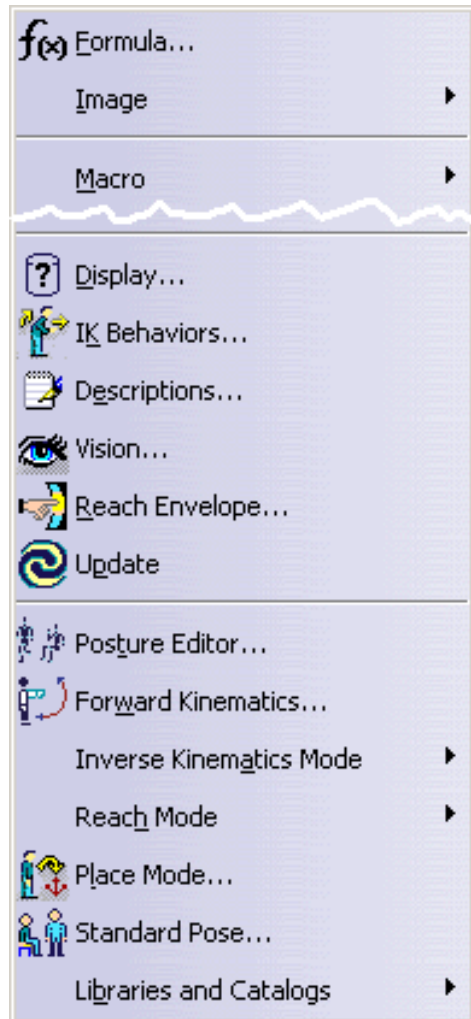 f(x) Formula...
Image
Macro
? Display...
IK Behaviors...
Descriptions...
Vision...
Reach Envelope...
Update
Posture Editor...
Forward Kinematics...
Inverse Kinematics Mode
Reach Mode
Place Mode...
Standard Pose...
Libraries and Catalogs